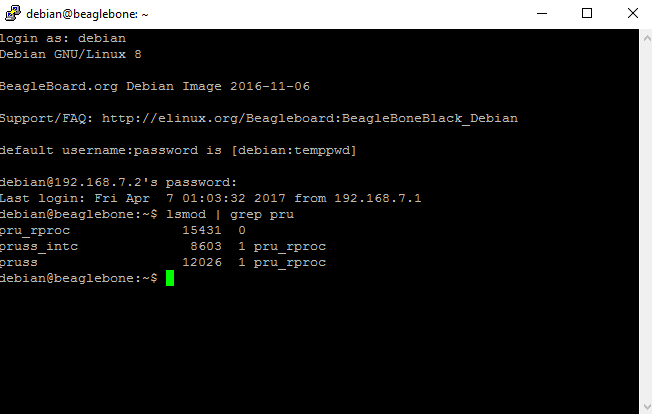 debian@beaglebone: ~
login as: debian
Debian GNU/Linux 8
BeagleBoard.org Debian Image 2016-11-06
Support/FAQ: http://elinux.org/Beagleboard:BeagleBoneBlack_Debian
default username:password is [debian:temppwd]
debian@192.168.7.2's password:
Last login: Fri Apr  7 01:03:32 2017 from 192.168.7.1
debian@beaglebone:~$ lsmod | grep pru
pru_rproc              15431  0
pruss_intc              8603  1 pru_rproc
pruss                  12026  1 pru_rproc
debian@beaglebone:~$